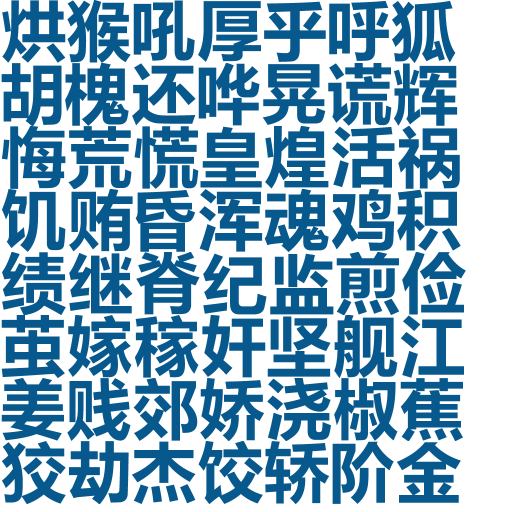 烘猴吼厚乎呼狐
胡槐还哗晃谎辉
悔荒慌皇煌活祸
饥贿昏浑魂鸡积
绩继脊纪监煎俭
茧嫁稼奸坚舰江
姜贱郊娇浇椒蕉
狡劫杰饺轿阶金